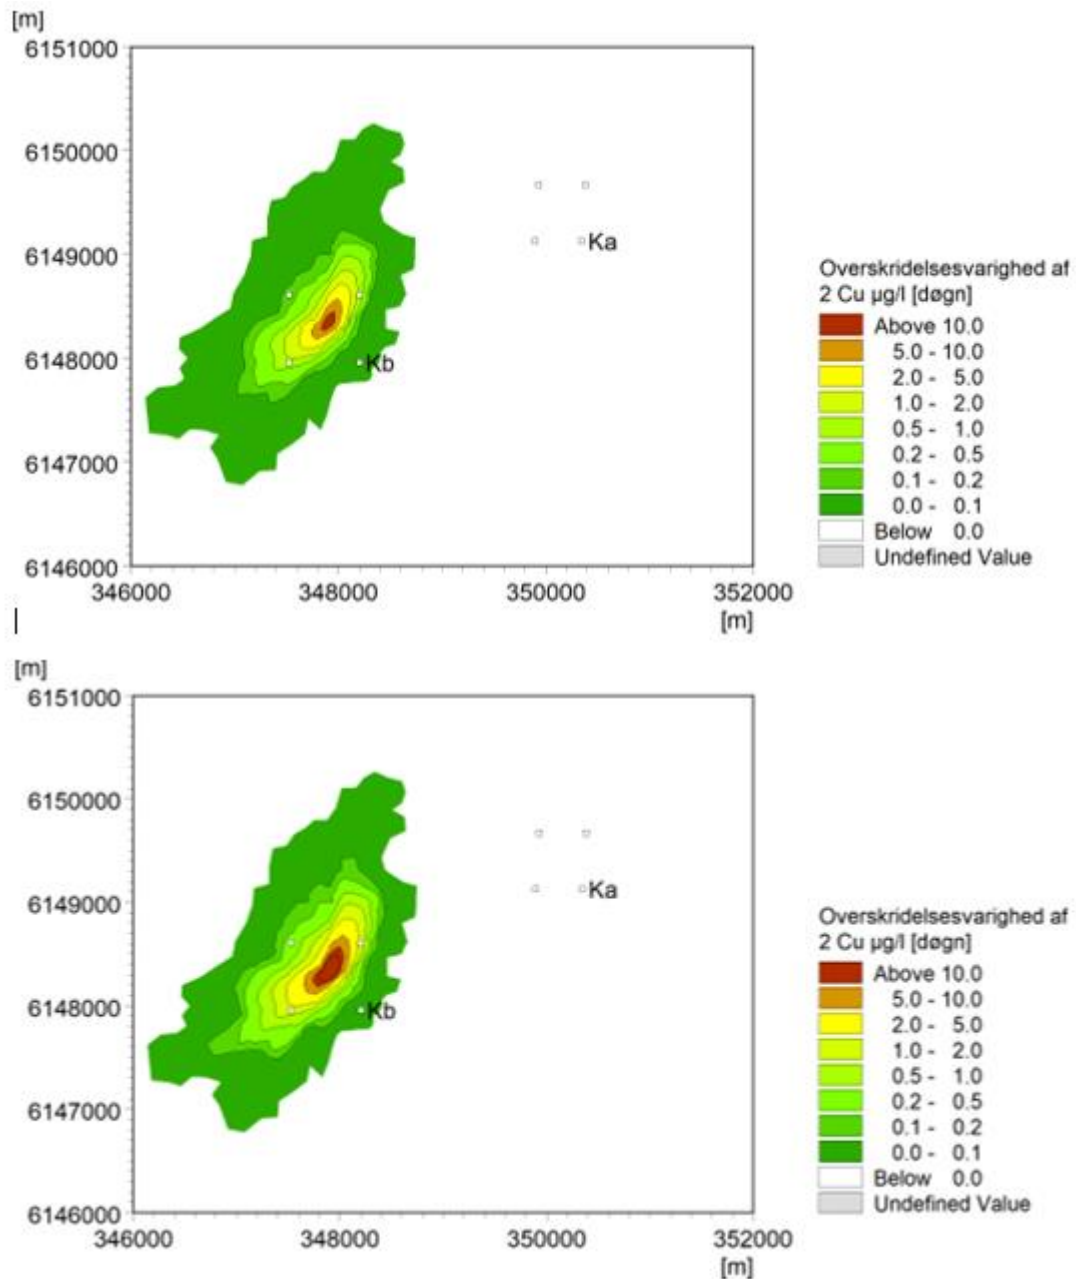 [m]
6151000
6150000
6149000
6148000
6147000
6146000
346000 348000 350000 352000
[m]
Ka
Kb
Overskridelsesvarighed af
2 Cu µg/l [døgn]
Above 10.0
5.0 - 10.0
2.0 - 5.0
1.0 - 2.0
0.5 - 1.0
0.2 - 0.5
0.1 - 0.2
0.0 - 0.1
Below 0.0
Undefined Value
[m]
6151000
6150000
6149000
6148000
6147000
6146000
346000 348000 350000 352000
[m]
Ka
Kb
Overskridelsesvarighed af
2 Cu µg/l [døgn]
Above 10.0
5.0 - 10.0
2.0 - 5.0
1.0 - 2.0
0.5 - 1.0
0.2 - 0.5
0.1 - 0.2
0.0 - 0.1
Below 0.0
Undefined Value